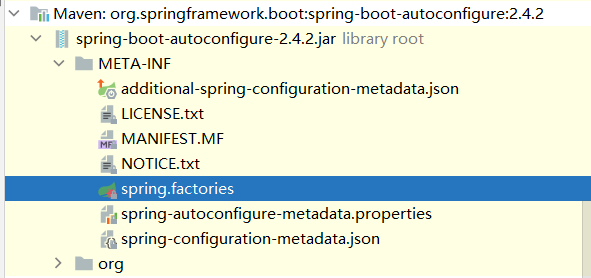 Maven: org.springframework.boot:spring-boot-autoconfigure:2.4.2
spring-boot-autoconfigure-2.4.2.jar library root
META-INF
additional-spring-configuration-metadata.json
LICENSE.txt
MF MANIFEST.MF
NOTICE.txt
spring.factories
spring-autoconfigure-metadata.properties
spring-configuration-metadata.json
org